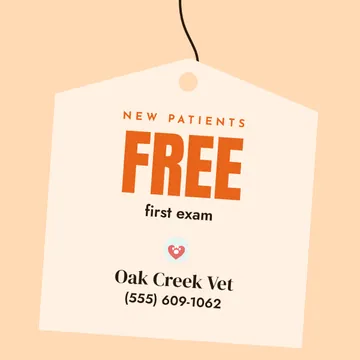 NEW PATIENTS
FREE
first exam
Oak Creek Vet
(555) 609-1062